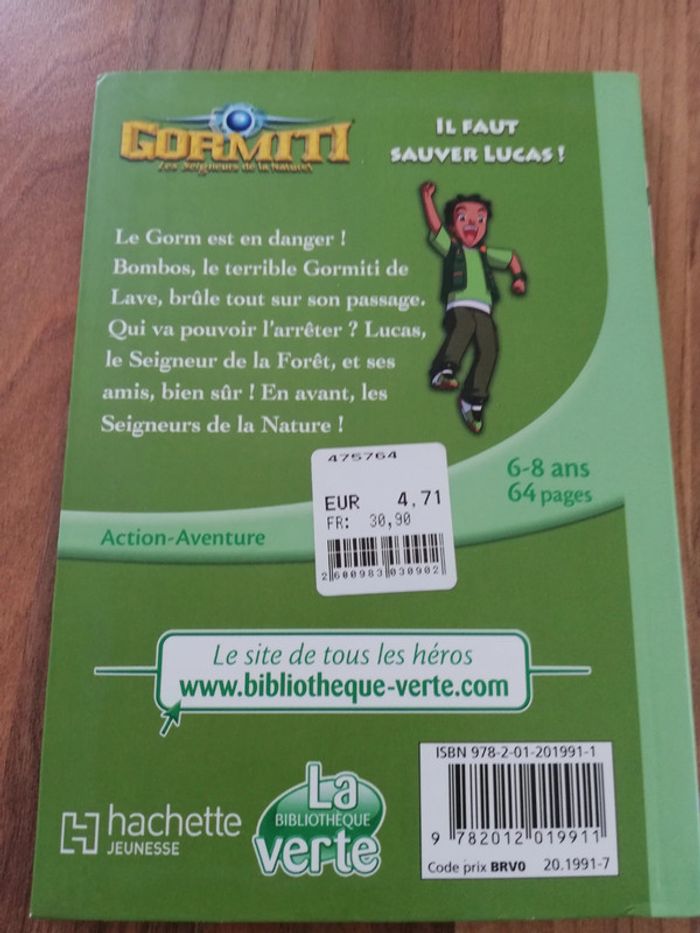 GORMITI
Les Seigneurs de la Nature
IL FAUT
SAUVER LUCAS !
Le Gorm est en danger !
Bombos, le terrible Gormiti de
Lave, brûle tout sur son passage.
Qui va pouvoir l'arrêter ? Lucas,
le Seigneur de la Forêt, et ses
amis, bien sûr ! En avant, les
Seigneurs de la Nature !
475764
EUR 4,71
FR: 30,90
2 600983 030902
6-8 ans
64 pages
Action-Aventure
Le site de tous les héros
www.bibliotheque-verte.com
hachette
JEUNESSE
La
BIBLIOTHÈQUE
verte
ISBN 978-2-01-201991-1
9 782012 019911
Code prix BRV0 20.1991-7